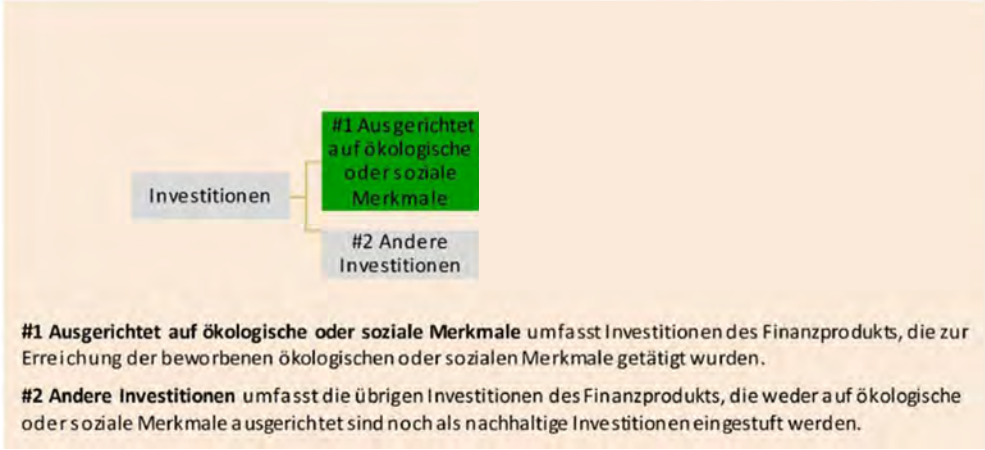 #1 Ausgerichtet
auf ökologische
oder soziale
Merkmale
Investitionen
#2 Andere
Investitionen
#1 Ausgerichtet auf ökologische oder soziale Merkmale umfasst Investitionen des Finanzprodukts, die zur
Erreichung der beworbenen ökologischen oder sozialen Merkmale getätigt wurden.
#2 Andere Investitionen umfasst die übrigen Investitionen des Finanzprodukts, die weder auf ökologische
oder soziale Merkmale ausgerichtet sind noch als nachhaltige Investitionen eingestuft werden.